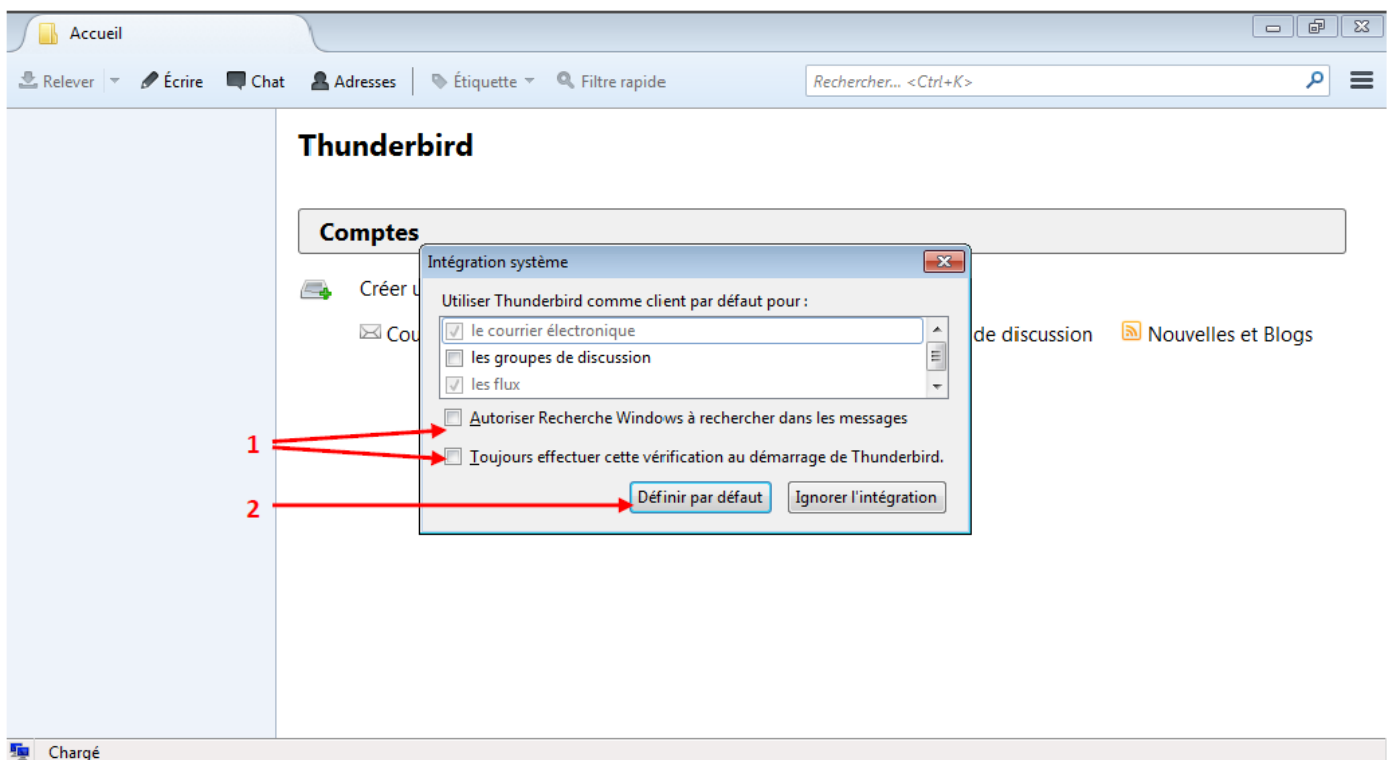 Accueil
Relever Écrire Chat Adresses Étiquette Filtre rapide Rechercher... <Ctrl+K>
Thunderbird
Comptes
Intégration système
Créer
Utiliser Thunderbird comme client par défaut pour :
le courrier électronique
Cou de discussion Nouvelles et Blogs
les groupes de discussion
les flux
Autoriser Recherche Windows à rechercher dans les messages
1
Toujours effectuer cette vérification au démarrage de Thunderbird.
Définir par défaut Ignorer l'intégration
2
Chargé